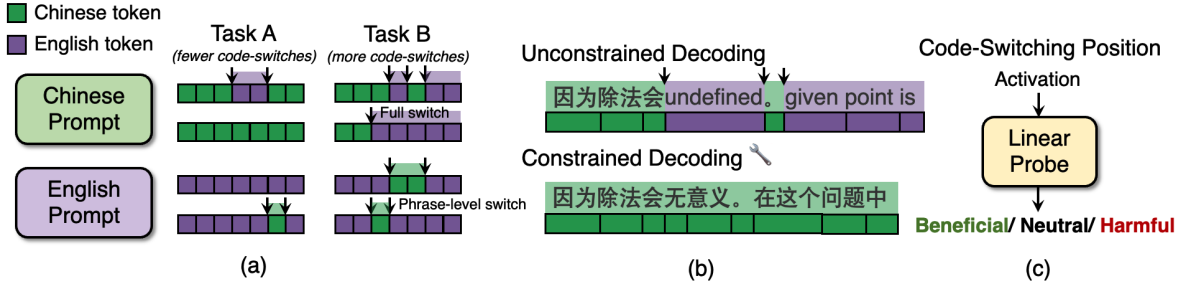 Chinese token
English token
Task A
(fewer code-switches)
Task B
(more code-switches)
Chinese
Prompt
Full switch
English
Prompt
Phrase-level switch
(a)
Unconstrained Decoding
因为除法会undefined。given point is
Constrained Decoding
因为除法会无意义。在这个问题中
(b)
Code-Switching Position
Activation
Linear
Probe
Beneficial/ Neutral/ Harmful
(c)